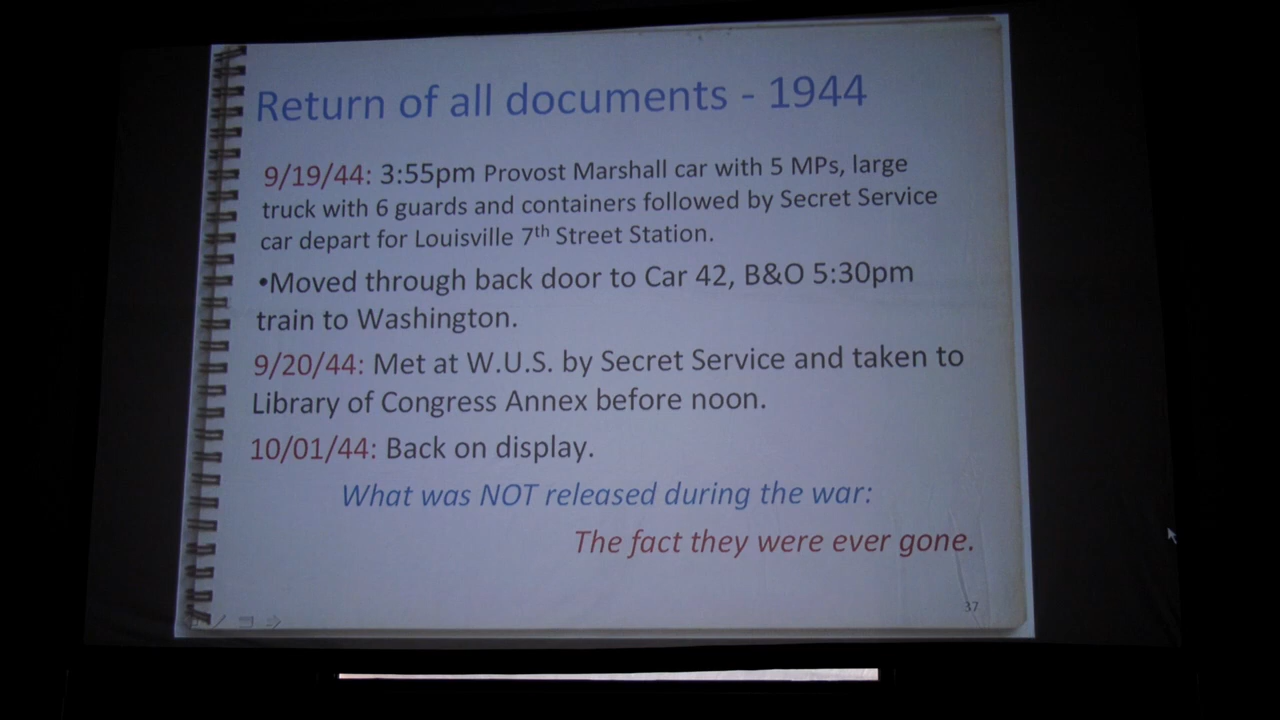 Return of all documents - 1944
9/19/44: 3:55pm Provost Marshall car with 5 MPs, large
truck with 6 guards and containers followed by Secret Service
car depart for Louisville 7th Street Station.
•Moved through back door to Car 42, B&O 5:30pm
train to Washington.
9/20/44: Met at W.U.S. by Secret Service and taken to
Library of Congress Annex before noon.
10/01/44: Back on display.
What was NOT released during the war:
The fact they were ever gone.
37